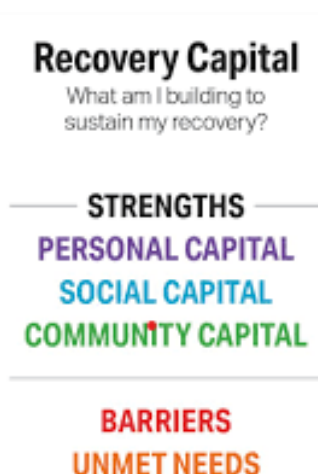 Recovery Capital
What am I building to
sustain my recovery?
STRENGTHS
PERSONAL CAPITAL
SOCIAL CAPITAL
COMMUNITY CAPITAL
BARRIERS
UNMET NEEDS